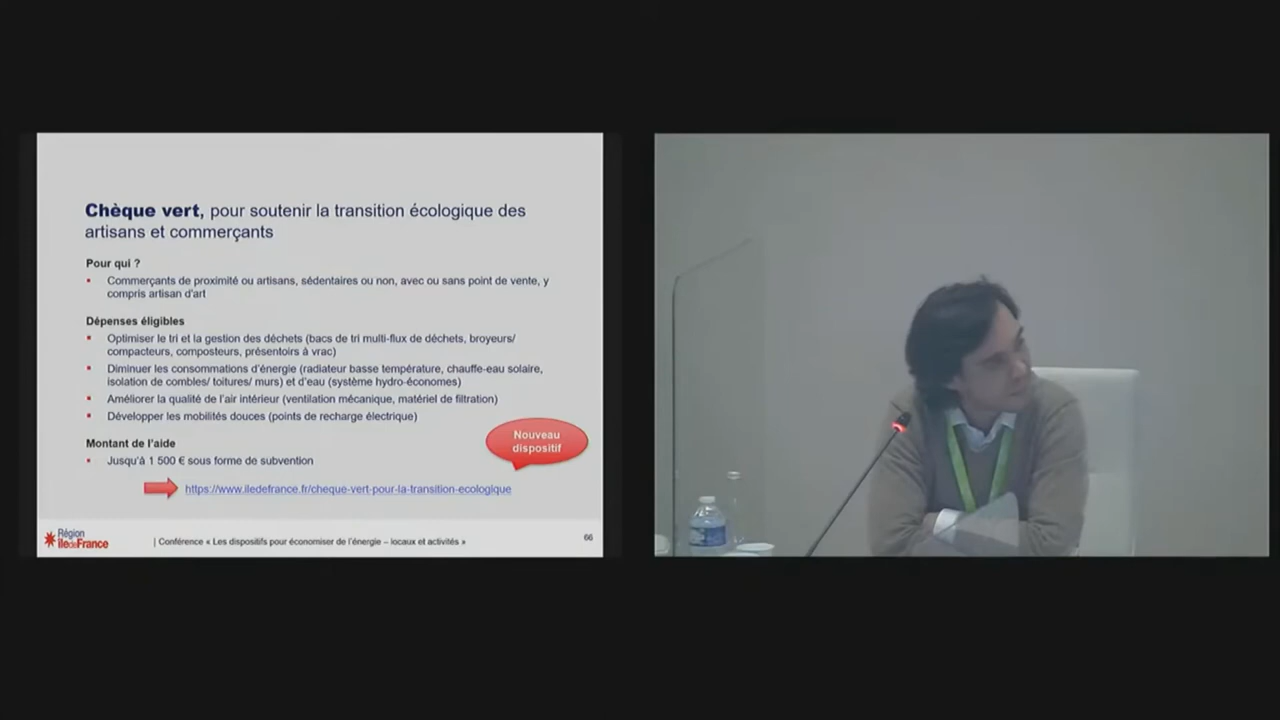 Chèque vert, pour soutenir la transition écologique des
artisans et commerçants
Pour qui ?
Commerçants de proximité ou artisans, sédentaires ou non, avec ou sans point de vente, y
compris artisan d'art
Dépenses éligibles
Optimiser le tri et la gestion des déchets (bacs de tri multi-flux de déchets, broyeurs/
compacteurs, composteurs, présentoirs à vrac)
Diminuer les consommations d'énergie (radiateur basse température, chauffe-eau solaire,
isolation de combles/ toitures/ murs) et d'eau (système hydro-économes)
Améliorer la qualité de l'air intérieur (ventilation mécanique, matériel de filtration)
Développer les mobilités douces (points de recharge électrique)
Montant de l'aide
Jusqu'à 1 500 € sous forme de subvention
Nouveau
dispositif
https://www.iledefrance.fr/cheque-vert-pour-la-transition-ecologique
Région
îledeFrance
| Conférence « Les dispositifs pour économiser de l'énergie – locaux et activités »
66